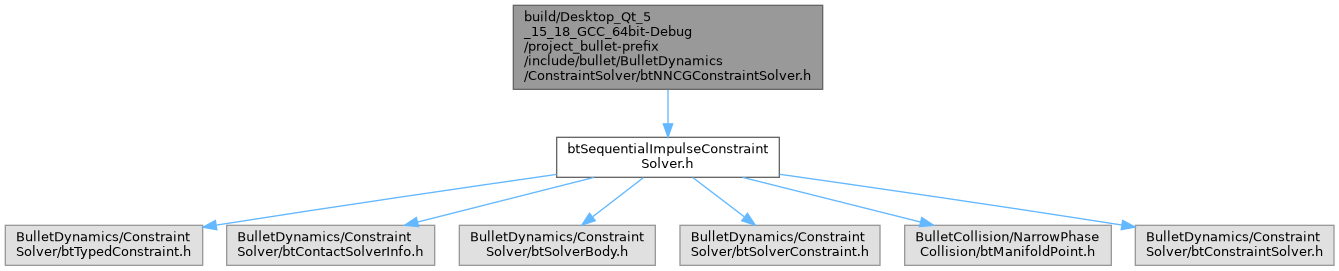 build/Desktop_Qt_5
_15_18_GCC_64bit-Debug
/project_bullet-prefix
/include/bullet/BulletDynamics
/ConstraintSolver/btNNCGConstraintSolver.h
btSequentialImpulseConstraint
Solver.h
BulletDynamics/Constraint
Solver/btTypedConstraint.h
BulletDynamics/Constraint
Solver/btContactSolverInfo.h
BulletDynamics/Constraint
Solver/btSolverBody.h
BulletDynamics/Constraint
Solver/btSolverConstraint.h
BulletCollision/NarrowPhase
Collision/btManifoldPoint.h
BulletDynamics/Constraint
Solver/btConstraintSolver.h